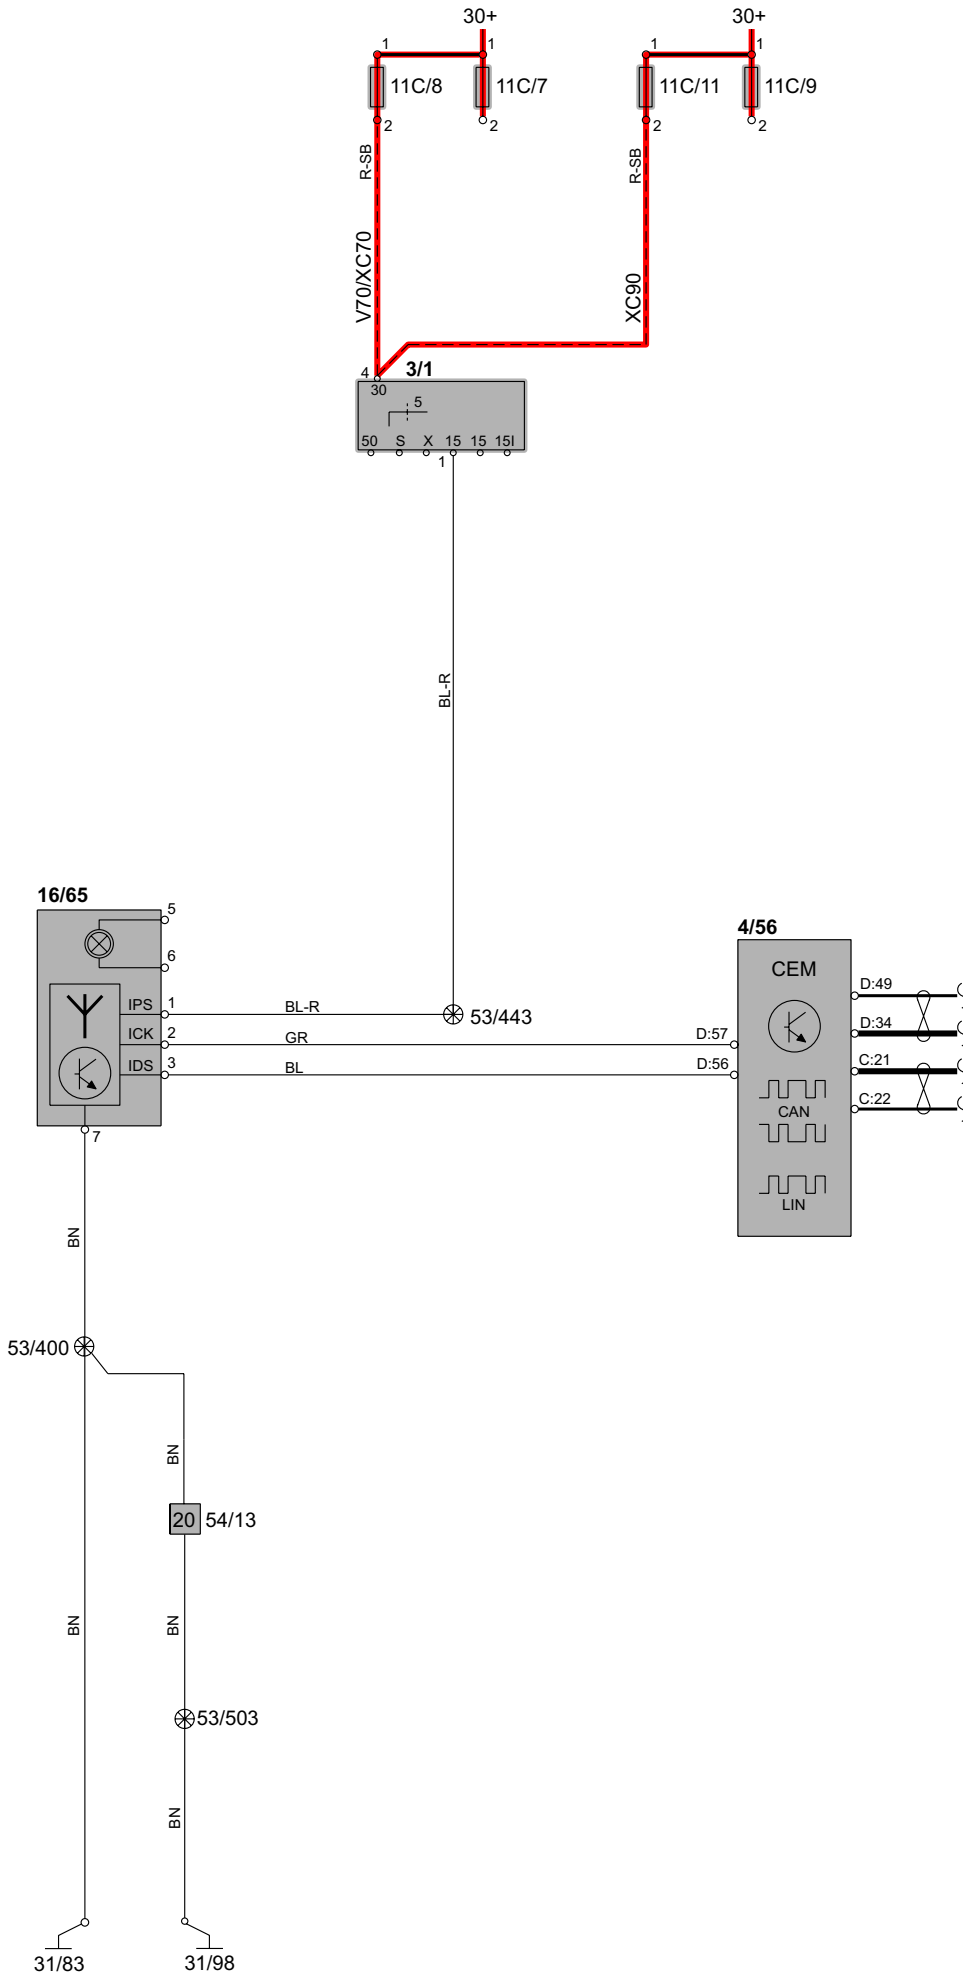 30+
30+
1
1
1
1
11C/8
11C/7
11C/11
11C/9
2
2
2
2
R-SB
R-SB
V70/XC70
XC90
4
3/1
30
5
50 S X 15 15 15I
1
BL-R
16/65
5
4/56
6
CEM
D:49
IPS
1
BL-R
53/443
ICK
2
GR
D:57
D:34
IDS
3
BL
D:56
C:21
C:22
CAN
7
LIN
BN
53/400
BN
20
54/13
BN
BN
53/503
BN
31/83
31/98